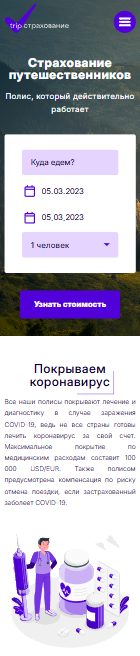 trip страхование
Страхование
путешественников
Полис, который действительно
работает
Куда едем?
05.03.2023
05,03,2023
1 человек
Узнать стоимость
Покрываем
коронавирус
Все наши полисы покрывают лечение и
диагностику в случае заражения
COVID-19, ведь не все страны готовы
лечить коронавирус за свой счет.
Максимальное покрытие по
медицинским расходам составит 100
000 USD/EUR. Также полисом
предусмотрена компенсация по риску
отмена поездки, если застрахованный
заболеет COVID-19.